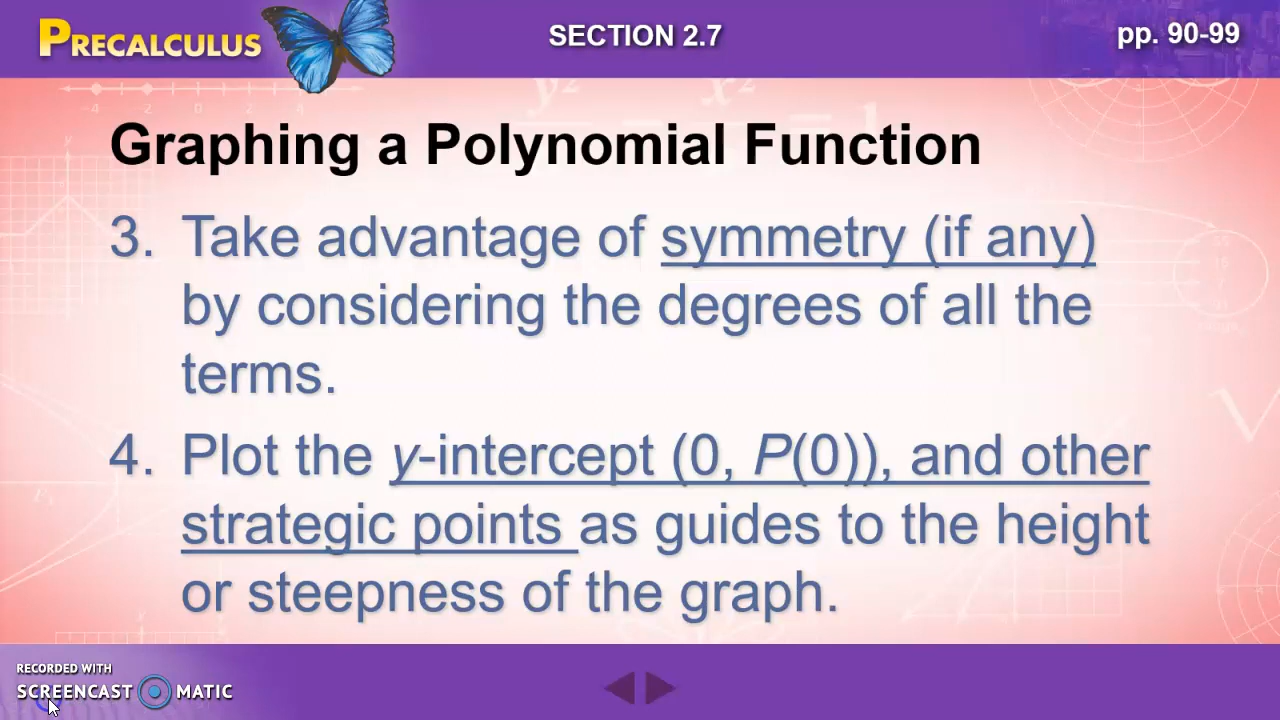 PRECALCULUS
SECTION 2.7
pp. 90-99
Graphing a Polynomial Function
3. Take advantage of symmetry (if any)
by considering the degrees of all the
terms.
4. Plot the y-intercept (0, P(0)), and other
strategic points as guides to the height
or steepness of the graph.
RECORDED WITH
SCREENCAST MATIC